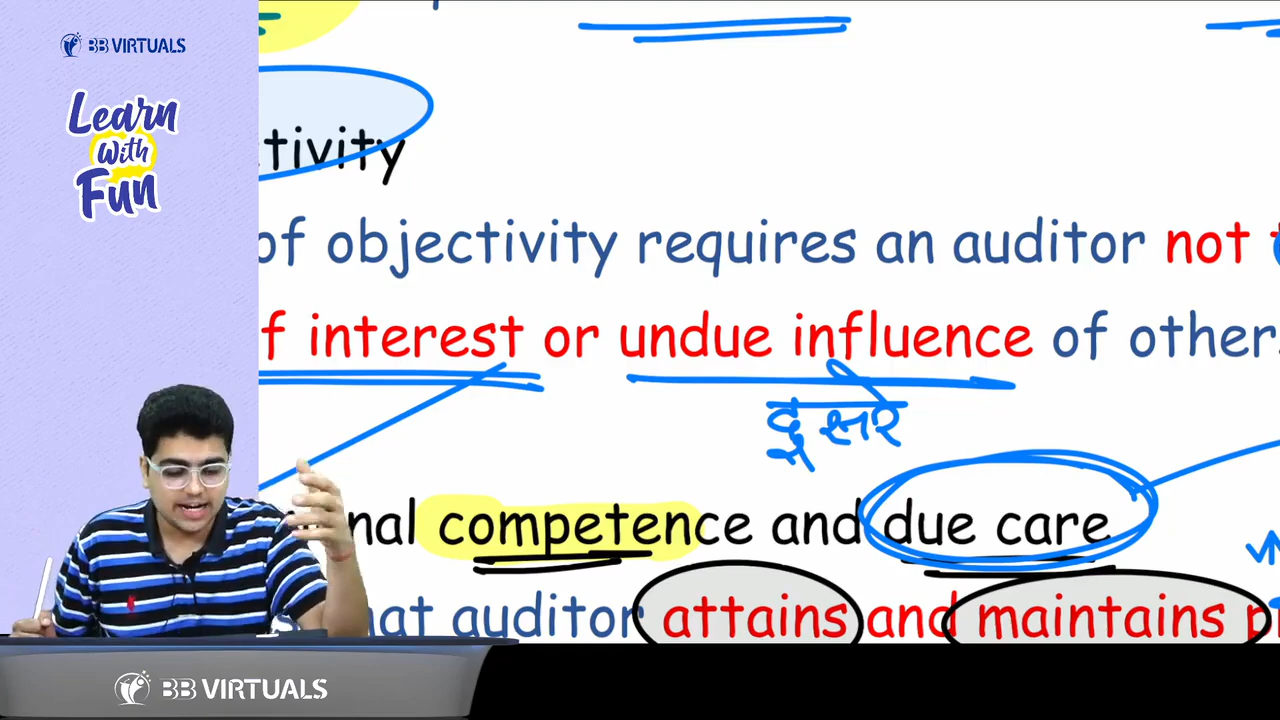 BB VIRTUALS
Learn
With
Fun
tivity
of objectivity requires an auditor not
f interest or undue influence of other
दूसरे
nal competence and due care
hat auditor attains and maintains p
BB VIRTUALS